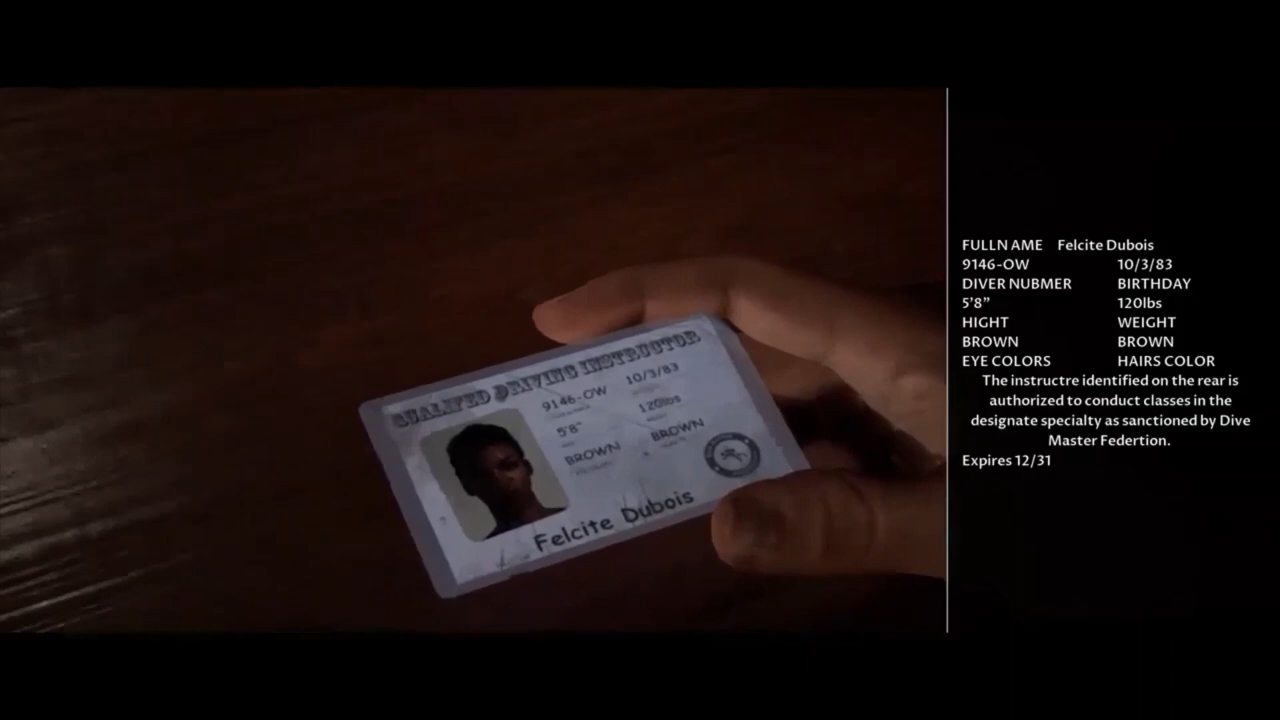 QUALIFED DRIVING INSTRUCTOR
9146-OW 10/3/83
5'8" 120lbs
BROWN BROWN
Felcite Dubois
FULLN AME Felcite Dubois
9146-OW 10/3/83
DIVER NUBMER BIRTHDAY
5'8” 120lbs
HIGHT WEIGHT
BROWN BROWN
EYE COLORS HAIRS COLOR
The instructre identified on the rear is
authorized to conduct classes in the
designate specialty as sanctioned by Dive
Master Federtion.
Expires 12/31